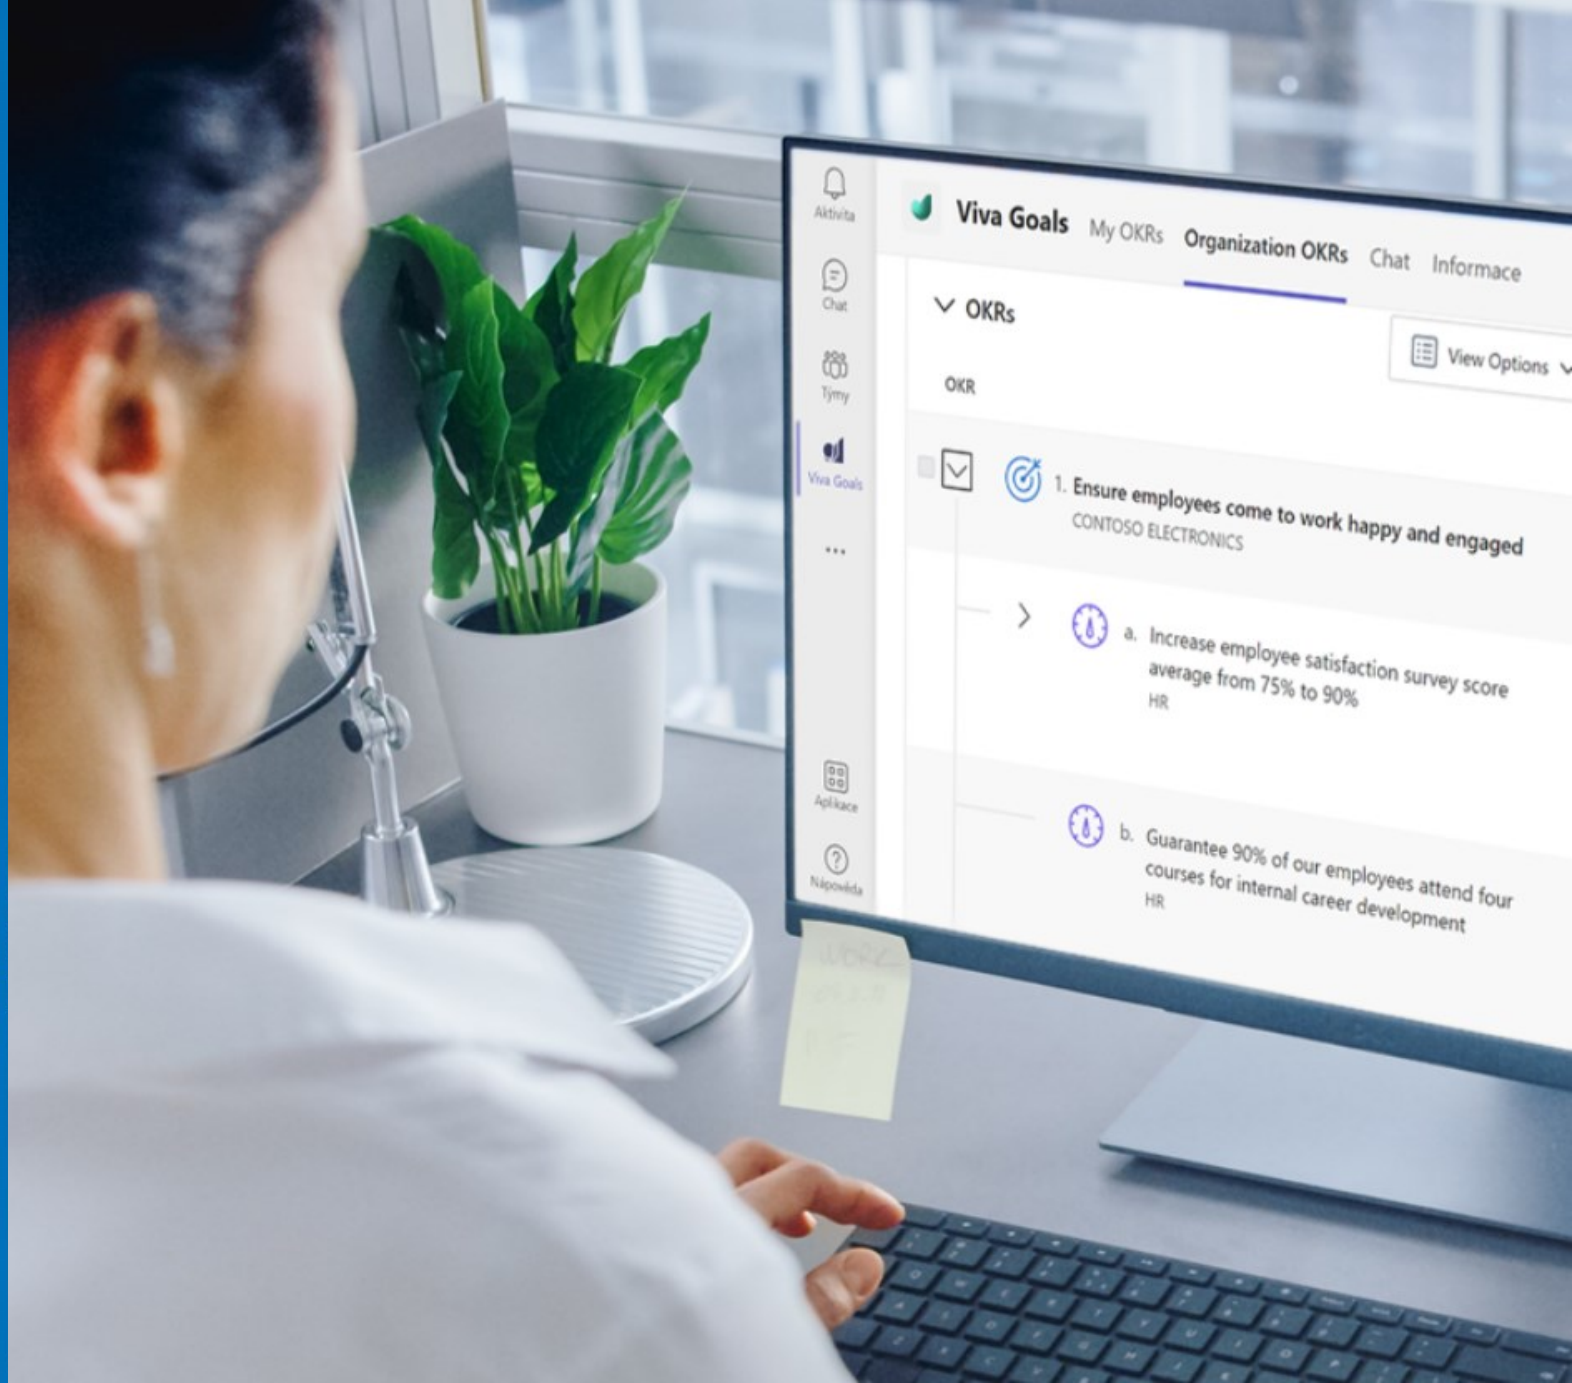 Aktivita
Chat
Týmy
Viva Goals
Aplikace
Nápověda
Viva Goals My OKRs Organization OKRs Chat Informace
OKRs
View Options
OKR
1. Ensure employees come to work happy and engaged
CONTOSO ELECTRONICS
a. Increase employee satisfaction survey score
average from 75% to 90%
HR
b. Guarantee 90% of our employees attend four
courses for internal career development
HR
WORK